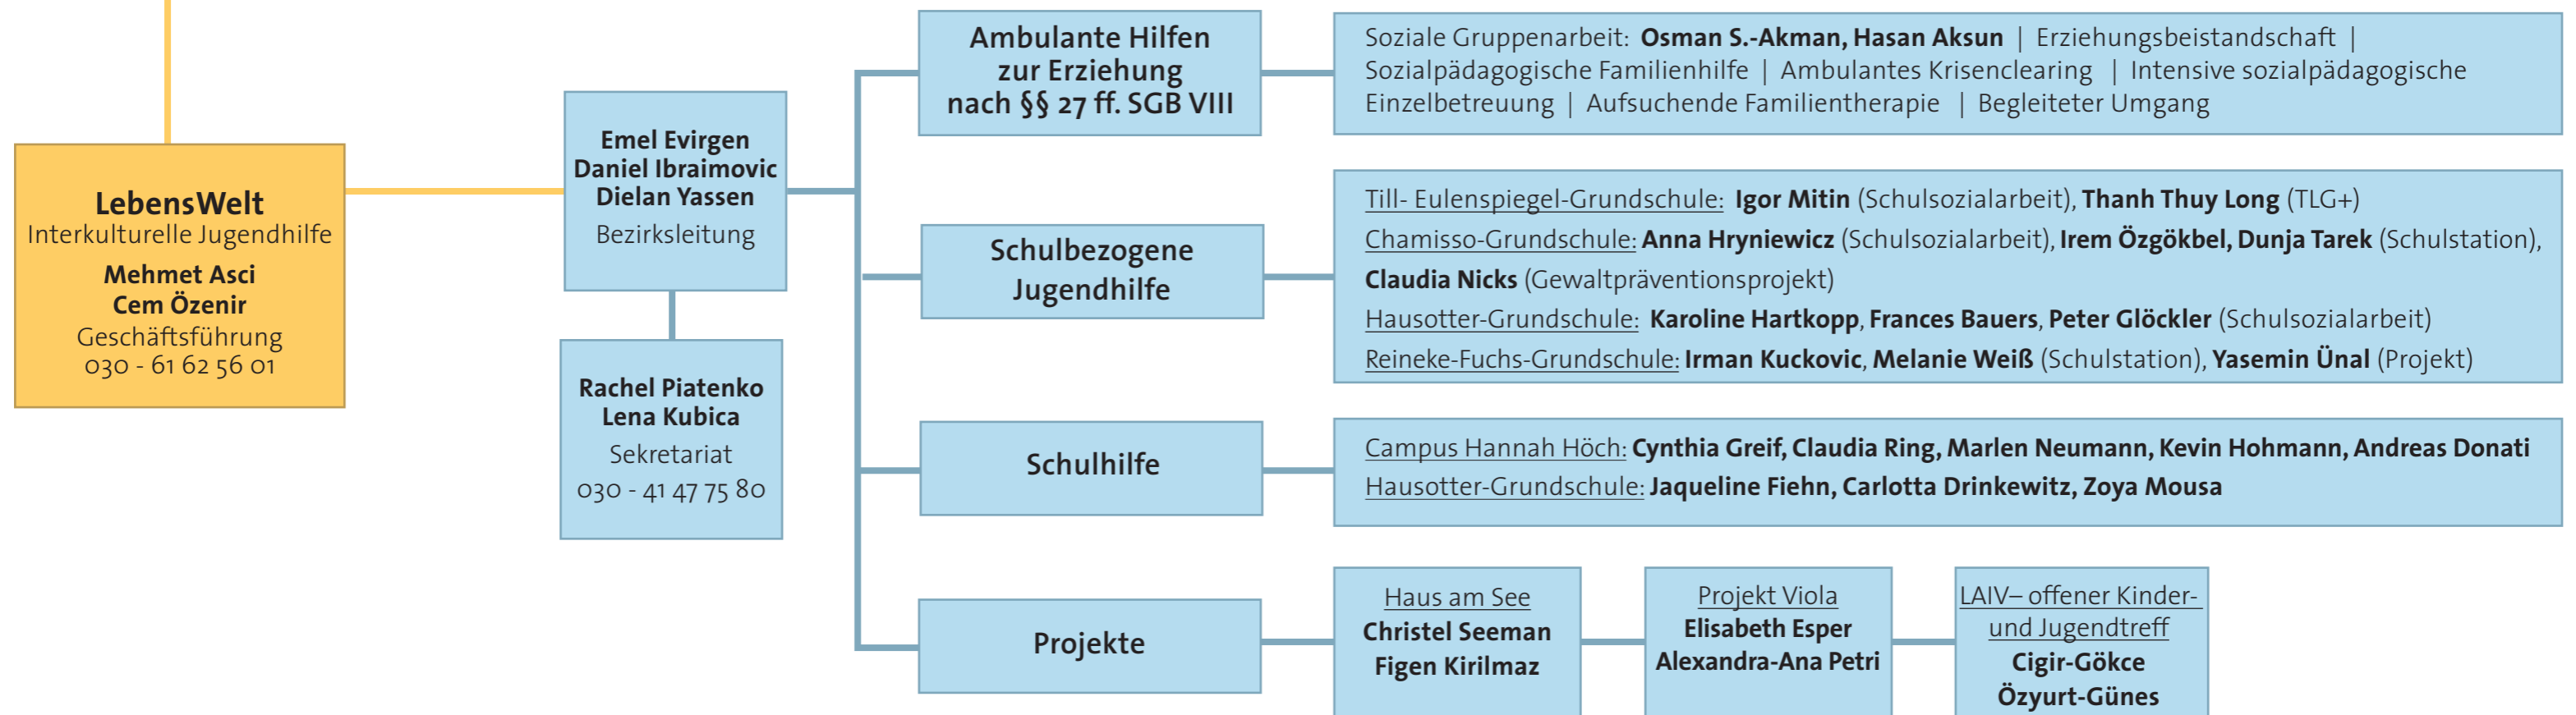 LebensWelt
Interkulturelle Jugendhilfe
Mehmet Asci
Cem Özenir
Geschäftsführung
030 - 61 62 56 01
Emel Evirgen
Daniel Ibraimovic
Dielan Yassen
Bezirksleitung
Rachel Piatenko
Lena Kubica
Sekretariat
030 - 41 47 75 80
Ambulante Hilfen
zur Erziehung
nach §§ 27 ff. SGB VIII
Soziale Gruppenarbeit: Osman S.-Akman, Hasan Aksun | Erziehungsbeistandschaft |
Sozialpädagogische Familienhilfe | Ambulantes Krisenclearing | Intensive sozialpädagogische
Einzelbetreuung | Aufsuchende Familientherapie | Begleiteter Umgang
Schulbezogene
Jugendhilfe
Till- Eulenspiegel-Grundschule: Igor Mitin (Schulsozialarbeit), Thanh Thuy Long (TLG+)
Chamisso-Grundschule: Anna Hryniewicz (Schulsozialarbeit), Irem Özgökbel, Dunja Tarek (Schulstation),
Claudia Nicks (Gewaltpräventionsprojekt)
Hausotter-Grundschule: Karoline Hartkopp, Frances Bauers, Peter Glöckler (Schulsozialarbeit)
Reineke-Fuchs-Grundschule: Irman Kuckovic, Melanie Weiß (Schulstation), Yasemin Ünal (Projekt)
Schulhilfe
Campus Hannah Höch: Cynthia Greif, Claudia Ring, Marlen Neumann, Kevin Hohmann, Andreas Donati
Hausotter-Grundschule: Jaqueline Fiehn, Carlotta Drinkewitz, Zoya Mousa
Projekte
Haus am See
Christel Seeman
Figen Kirilmaz
Projekt Viola
Elisabeth Esper
Alexandra-Ana Petri
LAIV– offener Kinder-
und Jugendtreff
Cigir-Gökce
Özyurt-Günes